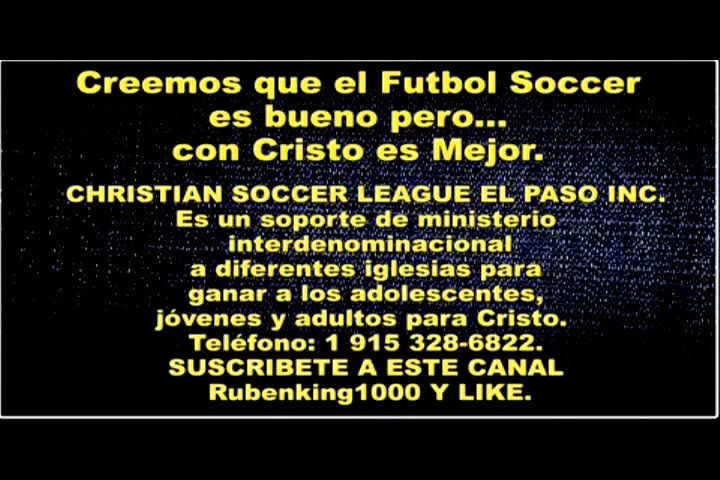 Creemos que el Futbol Soccer
es bueno pero...
con Cristo es Mejor.
CHRISTIAN SOCCER LEAGUE EL PASO INC.
Es un soporte de ministerio
interdenominacional
a diferentes iglesias para
ganar a los adolescentes,
jóvenes y adultos para Cristo.
Teléfono: 1 915 328-6822.
SUSCRIBETE A ESTE CANAL
Rubenking1000 Y LIKE.